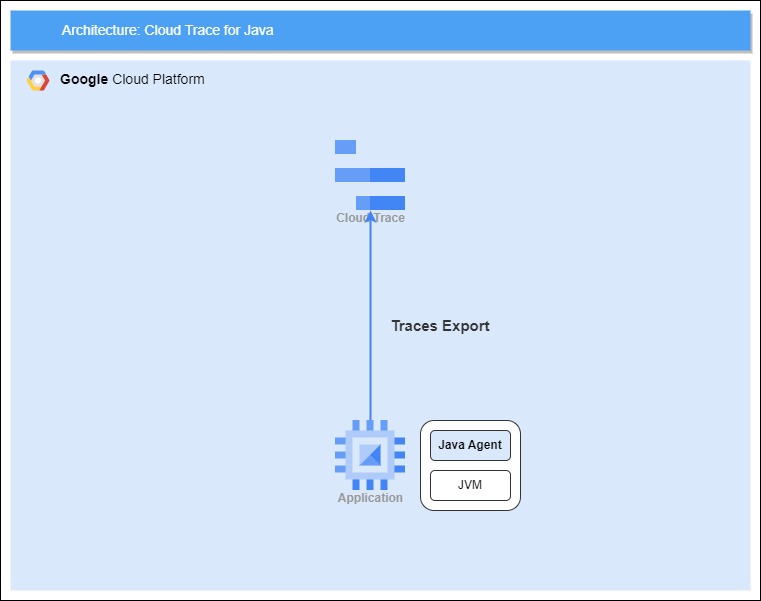 Architecture: Cloud Trace for Java
Google Cloud Platform
Cloud Trace
Traces Export
Java Agent
JVM
Application